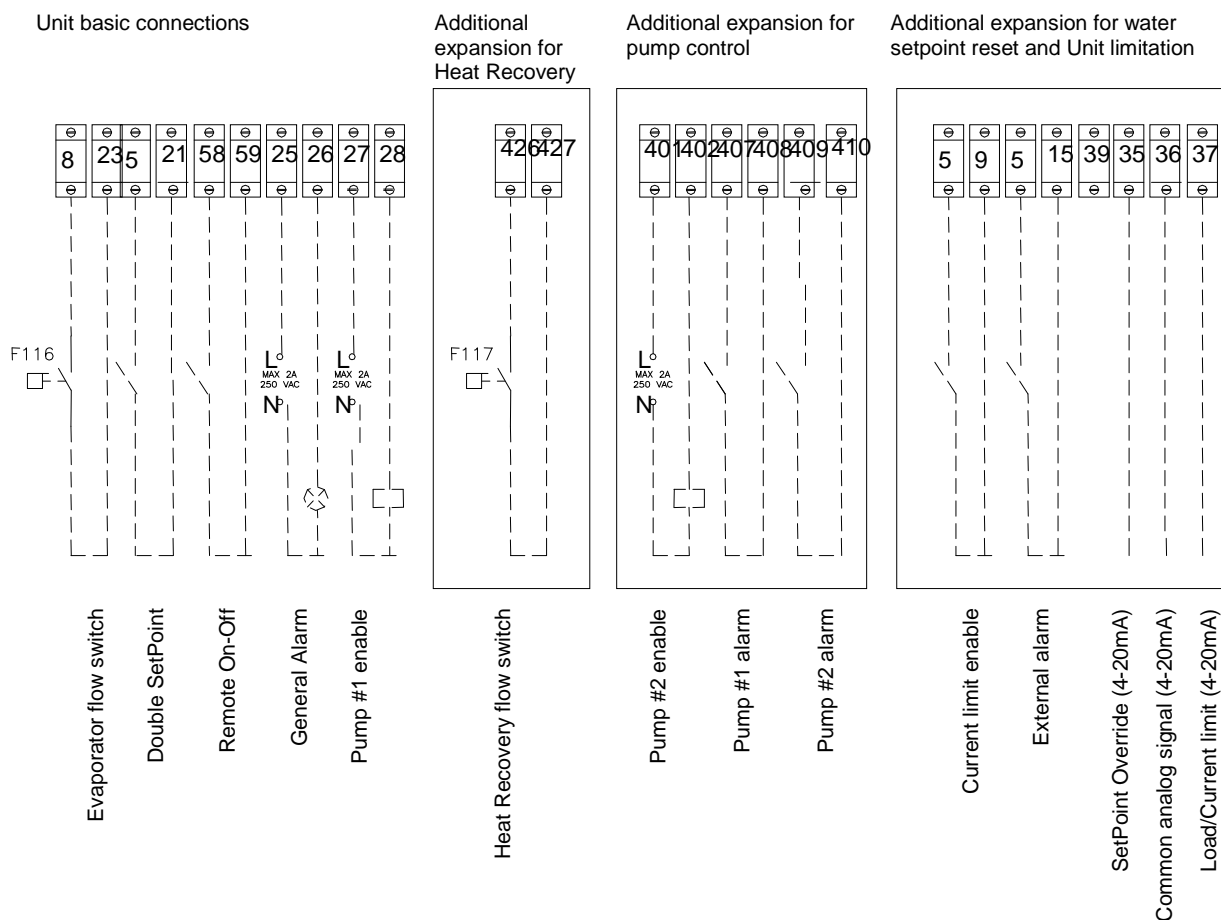 Unit basic connections
Additional
expansion for
Heat Recovery
Additional expansion for
pump control
Additional expansion for water
setpoint reset and Unit limitation
8 23 5 21 58 59 25 26 27 28
426 427
401 402 407 408 409 410
5 9 5 15 39 35 36 37
F116
L
MAX 2A
250 VAC
N
L
MAX 2A
250 VAC
N
F117
L
MAX 2A
250 VAC
N
Evaporator flow switch
Double SetPoint
Remote On-Off
General Alarm
Pump #1 enable
Heat Recovery flow switch
Pump #2 enable
Pump #1 alarm
Pump #2 alarm
Current limit enable
External alarm
SetPoint Override (4-20mA)
Common analog signal (4-20mA)
Load/Current limit (4-20mA)